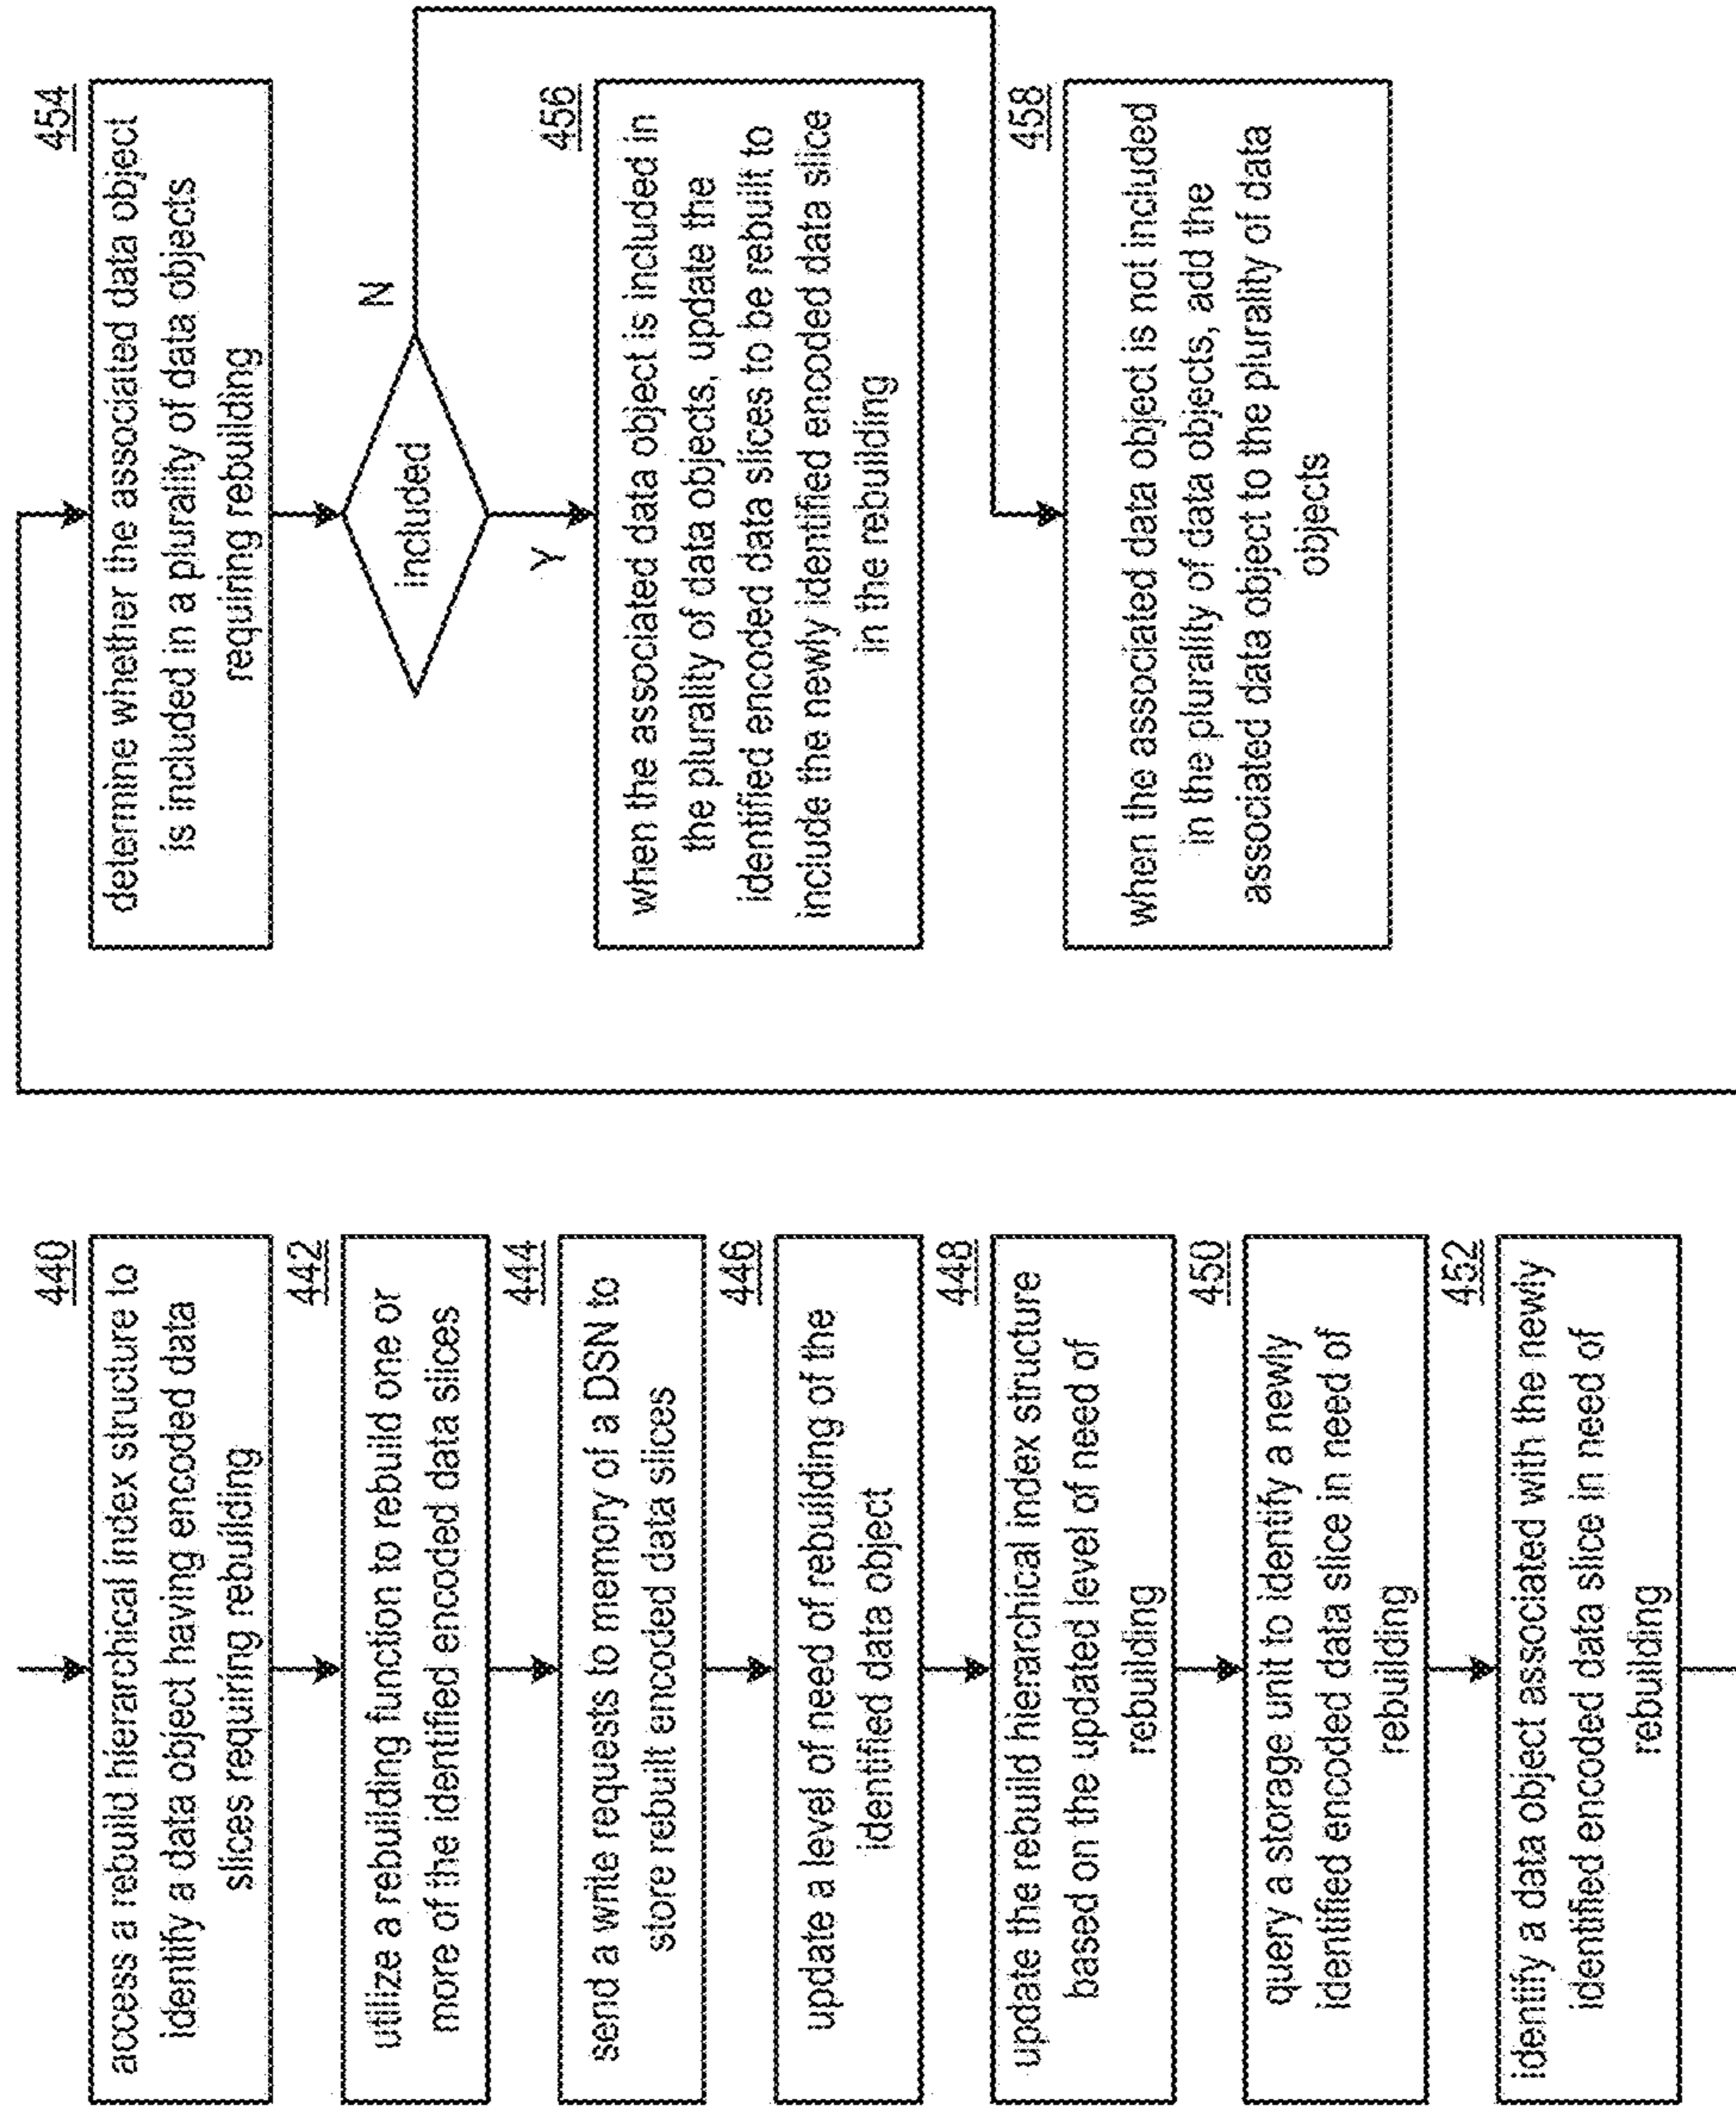 440
access a rebuild hierarchical index structure to
identify a data object having encoded data
slices requiring rebuilding
442
utilize a rebuilding function to rebuild one or
more of the identified encoded data slices
444
send a write requests to memory of a DSN to
store rebuilt encoded data slices
446
update a level of need of rebuilding of the
identified data object
448
update the rebuild hierarchical index structure
based on the updated level of need of
rebuilding
450
query a storage unit to identify a newly
identified encoded data slice in need of
rebuilding
452
identify a data object associated with the newly
identified encoded data slice in need of
rebuilding
454
determine whether the associated data object
is included in a plurality of data objects
requiring rebuilding
included
N
Y
456
when the associated data object is included in
the plurality of data objects, update the
identified encoded data slices to be rebuilt to
include the newly identified encoded data slice
in the rebuilding
458
when the associated data object is not included
in the plurality of data objects, add the
associated data object to the plurality of data
objects